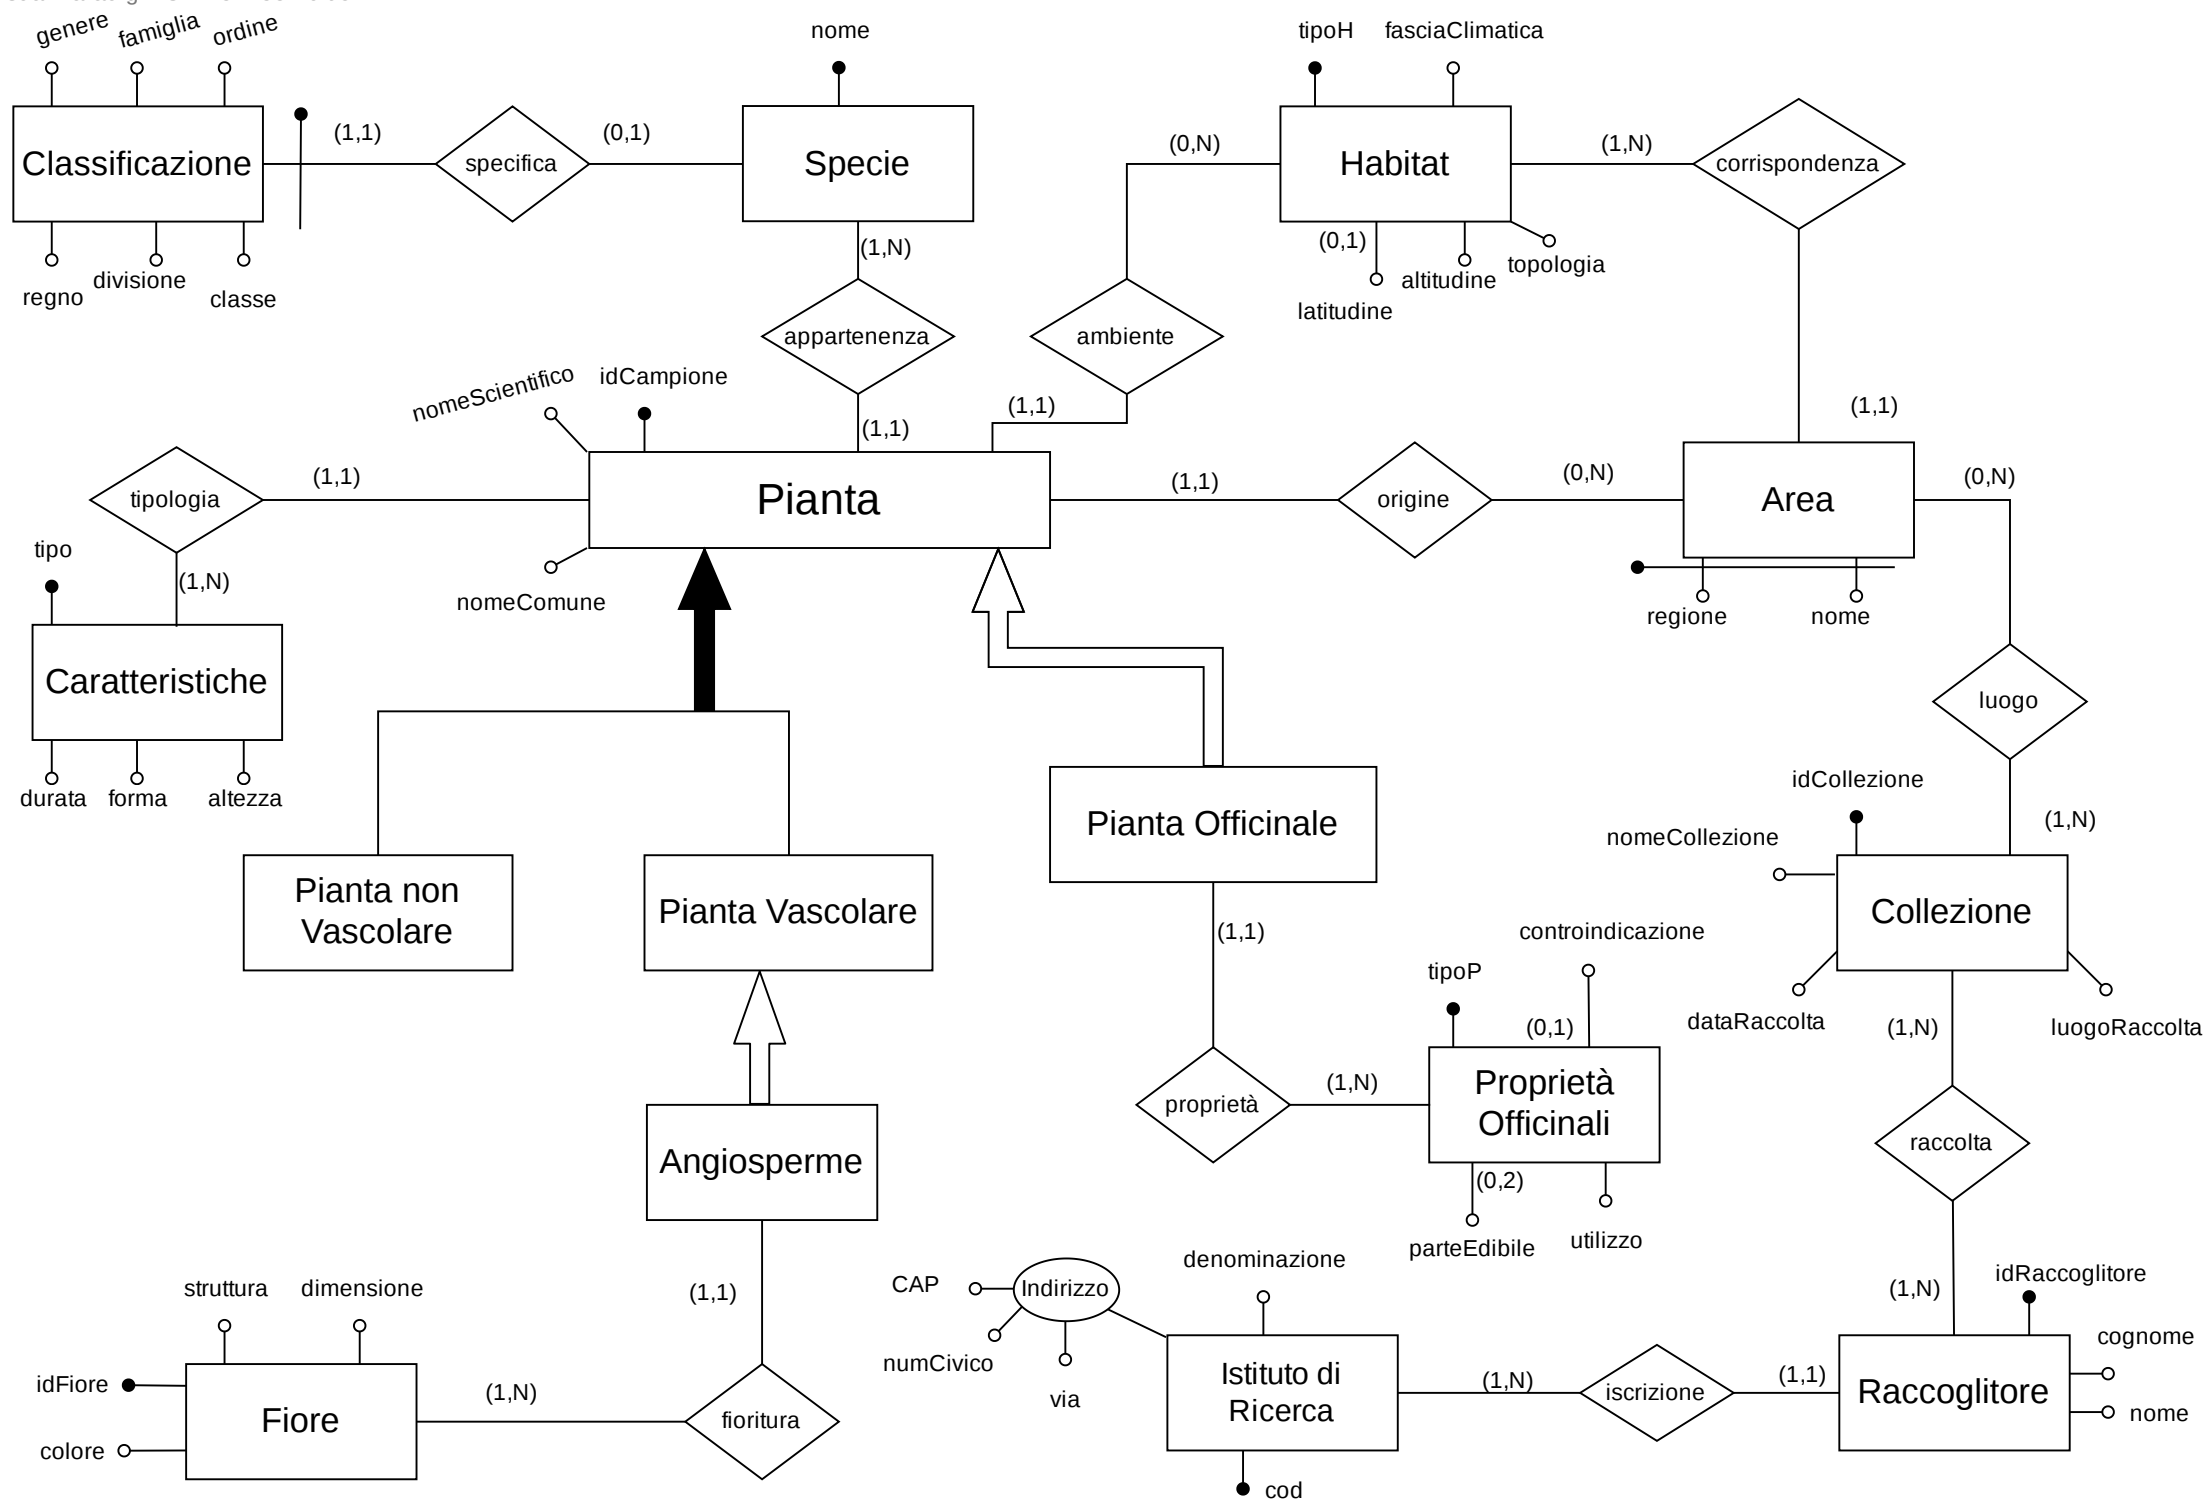 genere
famiglia
ordine
nome
tipoH
fasciaClimatica
(1,1)
(0,1)
(0,N)
(1,N)
Classificazione
specifica
Specie
Habitat
corrispondenza
(1,N)
(0,1)
regno
divisione
classe
latitudine
altitudine
topologia
appartenenza
ambiente
nomeScientifico
idCampione
(1,1)
(1,1)
(1,1)
tipologia
(1,1)
Pianta
(1,1)
origine
(0,N)
Area
(0,N)
tipo
(1,N)
nomeComune
regione
nome
Caratteristiche
luogo
durata
forma
altezza
Pianta Officinale
idCollezione
(1,N)
nomeCollezione
Pianta non
Vascolare
Pianta Vascolare
Collezione
(1,1)
controindicazione
tipoP
(0,1)
dataRaccolta
(1,N)
luogoRaccolta
proprietà
(1,N)
Proprietà
Officinali
raccolta
Angiosperme
(0,2)
parteEdibile
utilizzo
struttura
dimensione
(1,1)
CAP
Indirizzo
denominazione
(1,N)
idRaccoglitore
cognome
numCivico
via
idFiore
(1,N)
Fiore
fioritura
Istituto di
Ricerca
(1,N)
iscrizione
(1,1)
Raccoglitore
nome
colore
cod